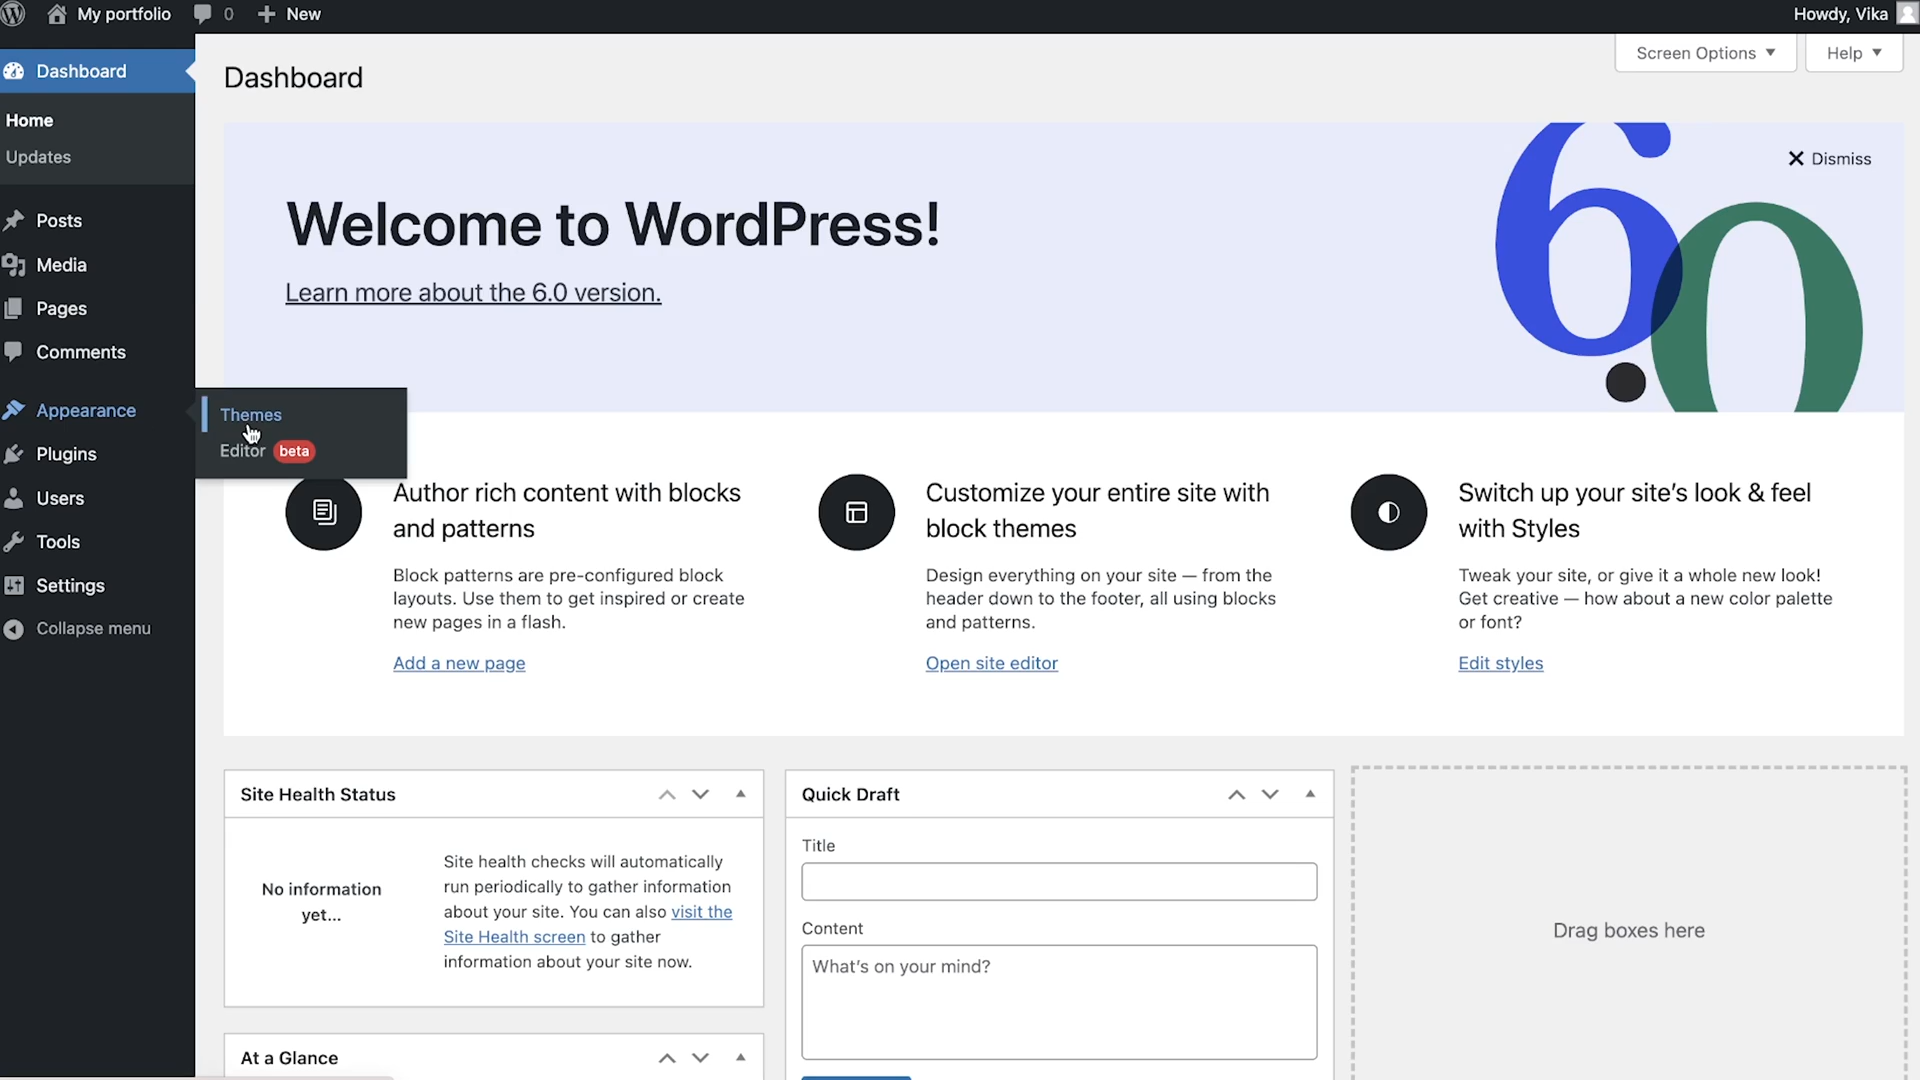 My portfolio 0 New Howdy, Vika
Screen Options Help
Dashboard
Home
Updates
Posts
Media
Pages
Comments
Appearance
Plugins
Users
Tools
Settings
Collapse menu
Themes
Editor beta
Dashboard
Dismiss
Welcome to WordPress!
Learn more about the 6.0 version.
6.0
Author rich content with blocks
and patterns
Block patterns are pre-configured block
layouts. Use them to get inspired or create
new pages in a flash.
Add a new page
Customize your entire site with
block themes
Design everything on your site — from the
header down to the footer, all using blocks
and patterns.
Open site editor
Switch up your site's look & feel
with Styles
Tweak your site, or give it a whole new look!
Get creative — how about a new color palette
or font?
Edit styles
Site Health Status
No information
yet...
Site health checks will automatically
run periodically to gather information
about your site. You can also visit the
Site Health screen to gather
information about your site now.
At a Glance
Quick Draft
Title
Content
What's on your mind?
Drag boxes here